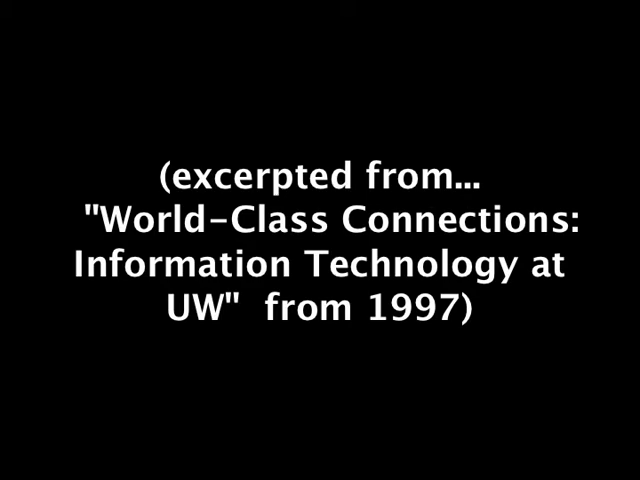 (excerpted from...
"World-Class Connections:
Information Technology at
UW"  from 1997)